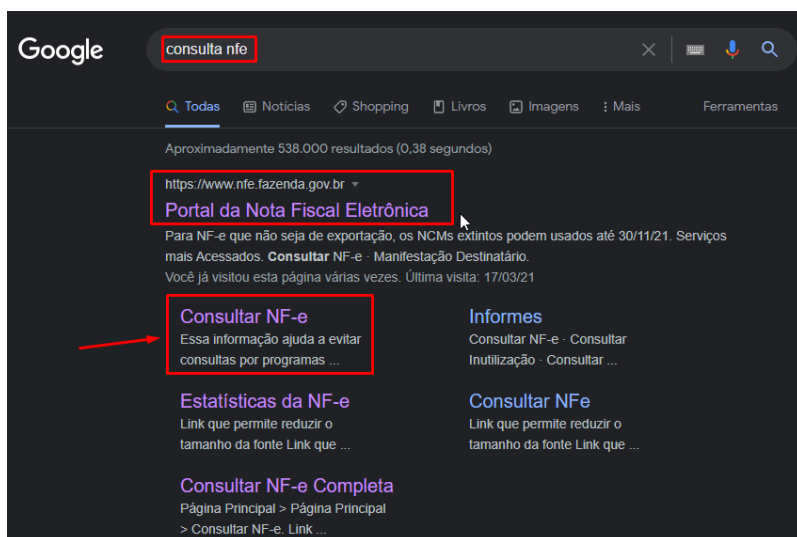 Google
consulta nfe
Todas
Notícias
Shopping
Livros
Imagens
Mais
Ferramentas
Aproximadamente 538.000 resultados (0,38 segundos)
https://www.nfe.fazenda.gov.br
Portal da Nota Fiscal Eletrônica
Para NF-e que não seja de exportação, os NCMs extintos podem usados até 30/11/21. Serviços
mais Acessados. Consultar NF-e · Manifestação Destinatário.
Você já visitou esta página várias vezes. Última visita: 17/03/21
Consultar NF-e
Essa informação ajuda a evitar
consultas por programas ...
Informes
Consultar NF-e · Consultar
Inutilização · Consultar ...
Estatísticas da NF-e
Link que permite reduzir o
tamanho da fonte Link que ...
Consultar NFe
Link que permite reduzir o
tamanho da fonte Link que ...
Consultar NF-e Completa
Página Principal > Página Principal
> Consultar NF-e. Link ...